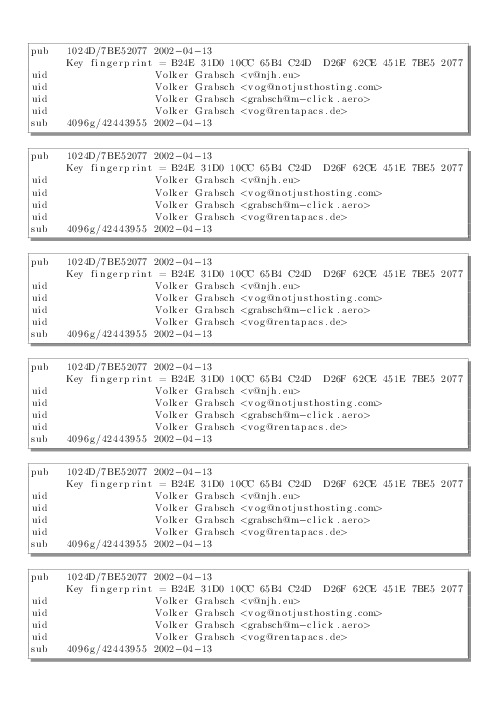 pub 1024D/7BE52077 2002-04-13
Key fingerprint = B24E 31D0 10CC 65B4 C24D D26F 62CE 451E 7BE5 2077
uid Volker Grabsch <v@njh.eu>
uid Volker Grabsch <vog@notjusthosting.com>
uid Volker Grabsch <grabsch@m-click.aero>
uid Volker Grabsch <vog@rentapacs.de>
sub 4096g/42443955 2002-04-13
pub 1024D/7BE52077 2002-04-13
Key fingerprint = B24E 31D0 10CC 65B4 C24D D26F 62CE 451E 7BE5 2077
uid Volker Grabsch <v@njh.eu>
uid Volker Grabsch <vog@notjusthosting.com>
uid Volker Grabsch <grabsch@m-click.aero>
uid Volker Grabsch <vog@rentapacs.de>
sub 4096g/42443955 2002-04-13
pub 1024D/7BE52077 2002-04-13
Key fingerprint = B24E 31D0 10CC 65B4 C24D D26F 62CE 451E 7BE5 2077
uid Volker Grabsch <v@njh.eu>
uid Volker Grabsch <vog@notjusthosting.com>
uid Volker Grabsch <grabsch@m-click.aero>
uid Volker Grabsch <vog@rentapacs.de>
sub 4096g/42443955 2002-04-13
pub 1024D/7BE52077 2002-04-13
Key fingerprint = B24E 31D0 10CC 65B4 C24D D26F 62CE 451E 7BE5 2077
uid Volker Grabsch <v@njh.eu>
uid Volker Grabsch <vog@notjusthosting.com>
uid Volker Grabsch <grabsch@m-click.aero>
uid Volker Grabsch <vog@rentapacs.de>
sub 4096g/42443955 2002-04-13
pub 1024D/7BE52077 2002-04-13
Key fingerprint = B24E 31D0 10CC 65B4 C24D D26F 62CE 451E 7BE5 2077
uid Volker Grabsch <v@njh.eu>
uid Volker Grabsch <vog@notjusthosting.com>
uid Volker Grabsch <grabsch@m-click.aero>
uid Volker Grabsch <vog@rentapacs.de>
sub 4096g/42443955 2002-04-13
pub 1024D/7BE52077 2002-04-13
Key fingerprint = B24E 31D0 10CC 65B4 C24D D26F 62CE 451E 7BE5 2077
uid Volker Grabsch <v@njh.eu>
uid Volker Grabsch <vog@notjusthosting.com>
uid Volker Grabsch <grabsch@m-click.aero>
uid Volker Grabsch <vog@rentapacs.de>
sub 4096g/42443955 2002-04-13